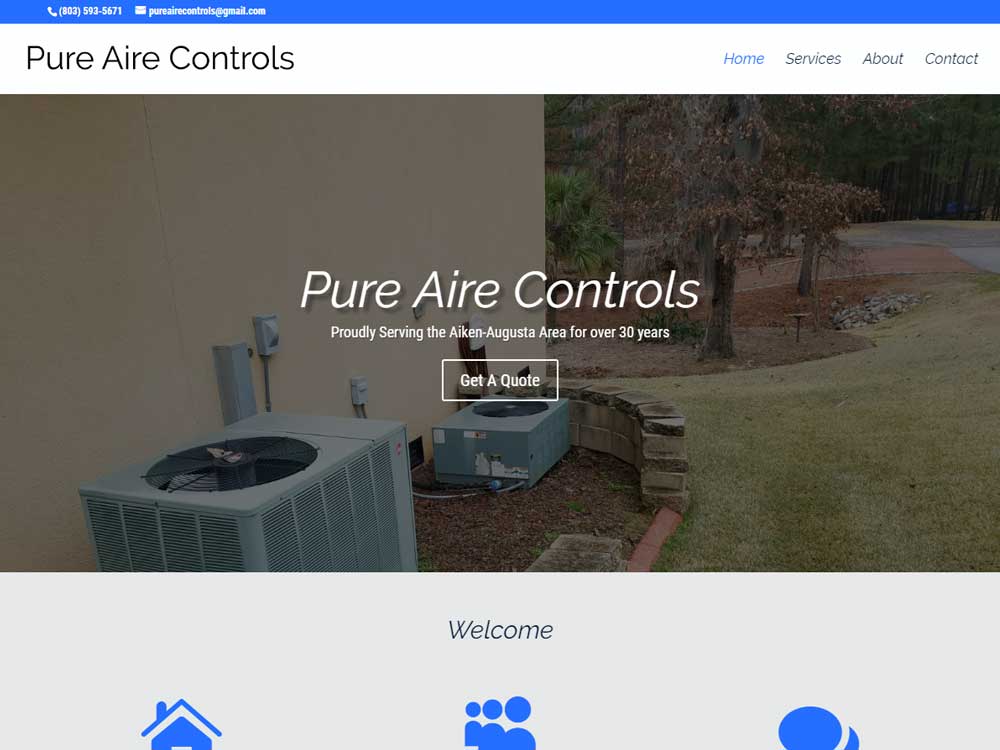 (803) 593-5671 pureairecontrols@gmail.com
Pure Aire Controls
Home Services About Contact
Pure Aire Controls
Proudly Serving the Aiken-Augusta Area for over 30 years
Get A Quote
Welcome